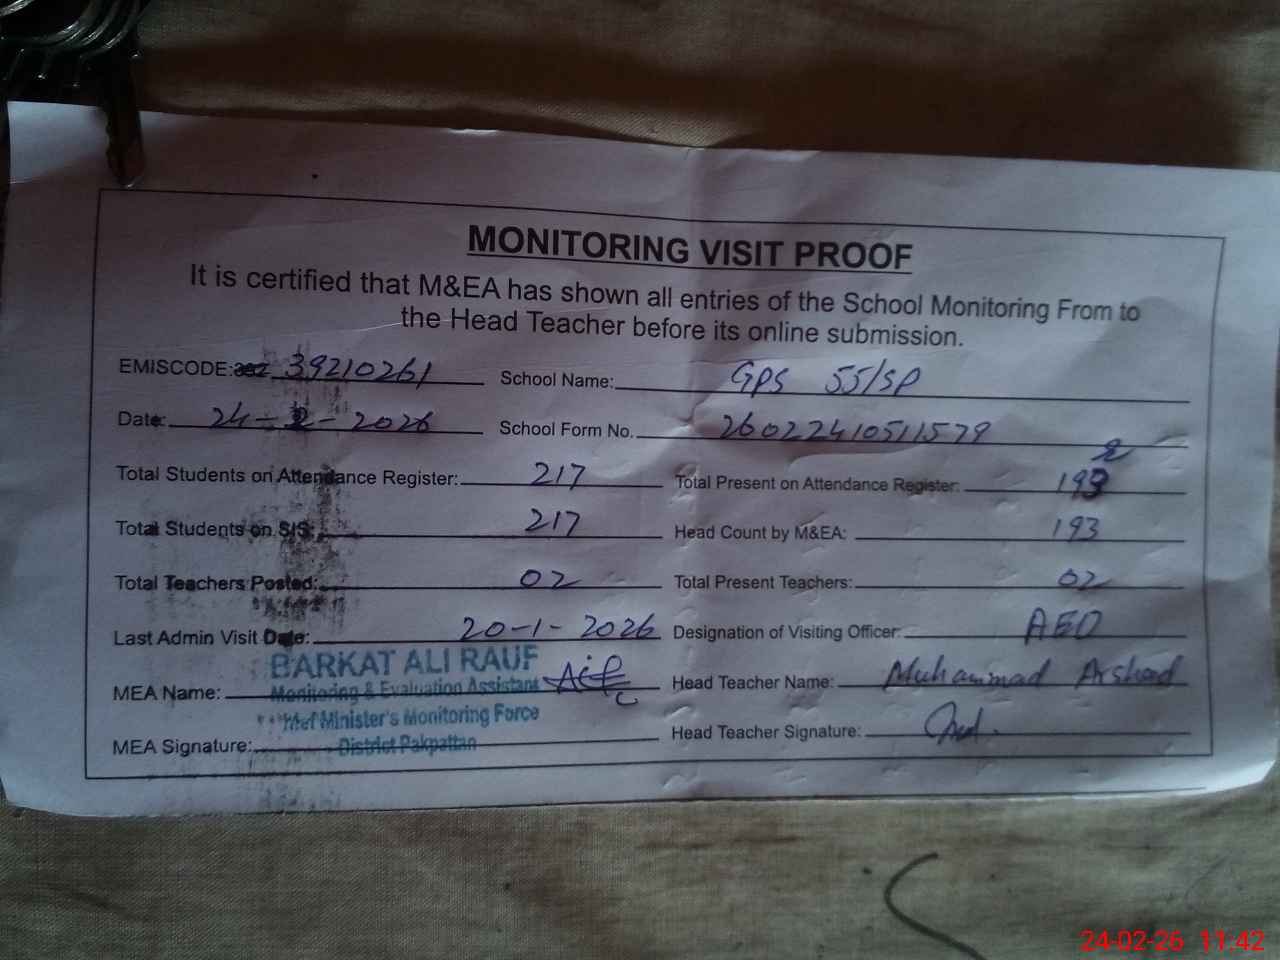 MONITORING VISIT PROOF
It is certified that M&EA has shown all entries of the School Monitoring From to
the Head Teacher before its online submission.
EMISCODE: 39210261 School Name: GPS 55/SP
Date: 24-2-2026 School Form No. 26022410511579
Total Students on Attendance Register: 217 Total Present on Attendance Register: 192
Total Students on SIS: 217 Head Count by M&EA: 193
Total Teachers Posted: 02 Total Present Teachers: 02
Last Admin Visit Date: 20-1-2026 Designation of Visiting Officer: AEO
BARKAT ALI RAUF
MEA Name: Monitoring & Evaluation Assistant Head Teacher Name: Muhammad Arshad
Chief Minister's Monitoring Force
MEA Signature: District Pakpattan Head Teacher Signature:
24-02-26 11:42